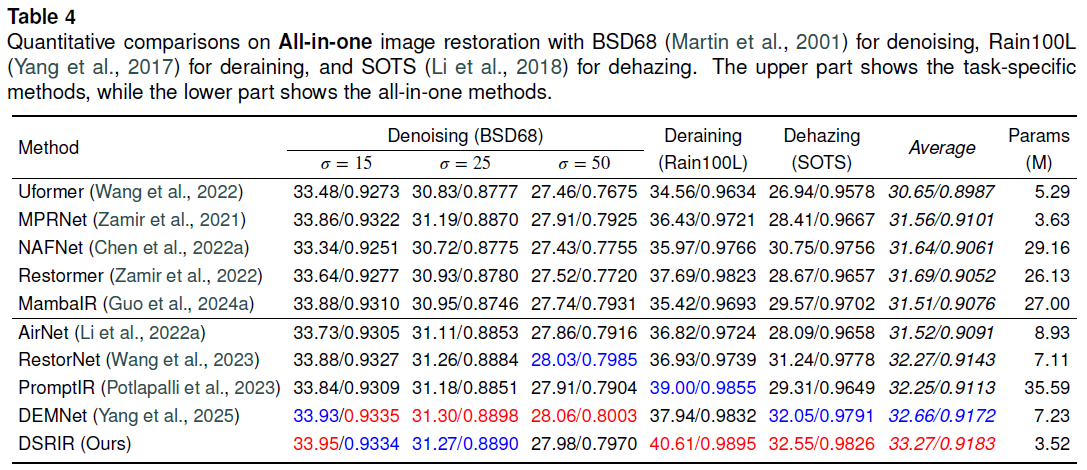 Table 4
Quantitative comparisons on All-in-one image restoration with BSD68 (Martin et al., 2001) for denoising, Rain100L
(Yang et al., 2017) for deraining, and SOTS (Li et al., 2018) for dehazing. The upper part shows the task-specific
methods, while the lower part shows the all-in-one methods.
Method Denoising (BSD68) Deraining Dehazing Average Params
σ = 15 σ = 25 σ = 50 (Rain100L) (SOTS) (M)
Uformer (Wang et al., 2022) 33.48/0.9273 30.83/0.8777 27.46/0.7675 34.56/0.9634 26.94/0.9578 30.65/0.8987 5.29
MPRNet (Zamir et al., 2021) 33.86/0.9322 31.19/0.8870 27.91/0.7925 36.43/0.9721 28.41/0.9667 31.56/0.9101 3.63
NAFNet (Chen et al., 2022a) 33.34/0.9251 30.72/0.8775 27.43/0.7755 35.97/0.9766 30.75/0.9756 31.64/0.9061 29.16
Restormer (Zamir et al., 2022) 33.64/0.9277 30.93/0.8780 27.52/0.7720 37.69/0.9823 28.67/0.9657 31.69/0.9052 26.13
MambaIR (Guo et al., 2024a) 33.88/0.9310 30.95/0.8746 27.74/0.7931 35.42/0.9693 29.57/0.9702 31.51/0.9076 27.00
AirNet (Li et al., 2022a) 33.73/0.9305 31.11/0.8853 27.86/0.7916 36.82/0.9724 28.09/0.9658 31.52/0.9091 8.93
RestorNet (Wang et al., 2023) 33.88/0.9327 31.26/0.8884 28.03/0.7985 36.93/0.9739 31.24/0.9778 32.27/0.9143 7.11
PromptIR (Potlapalli et al., 2023) 33.84/0.9309 31.18/0.8851 27.91/0.7904 39.00/0.9855 29.31/0.9649 32.25/0.9113 35.59
DEMNet (Yang et al., 2025) 33.93/0.9335 31.30/0.8898 28.06/0.8003 37.94/0.9832 32.05/0.9791 32.66/0.9172 7.23
DSRIR (Ours) 33.95/0.9334 31.27/0.8890 27.98/0.7970 40.61/0.9895 32.55/0.9826 33.27/0.9183 3.52